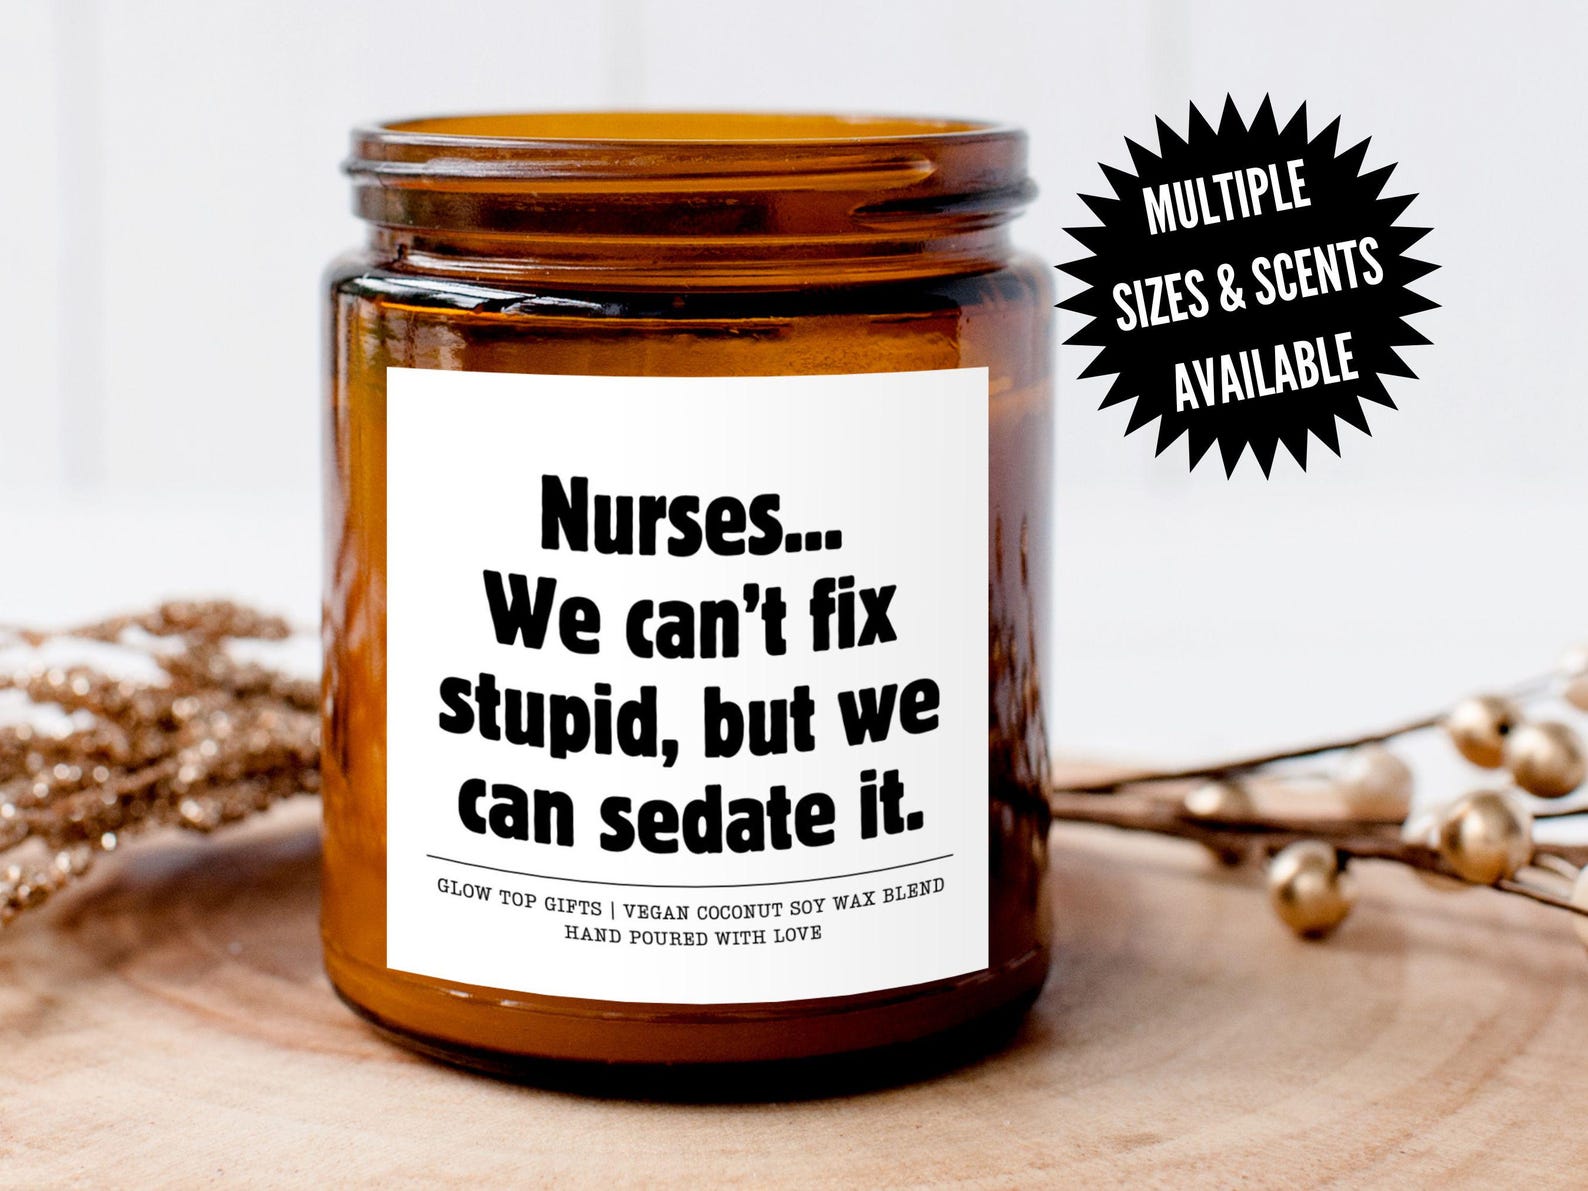 Nurses...
We can't fix
stupid, but we
can sedate it.
GLOW TOP GIFTS | VEGAN COCONUT SOY WAX BLEND
HAND POURED WITH LOVE
MULTIPLE
SIZES & SCENTS
AVAILABLE